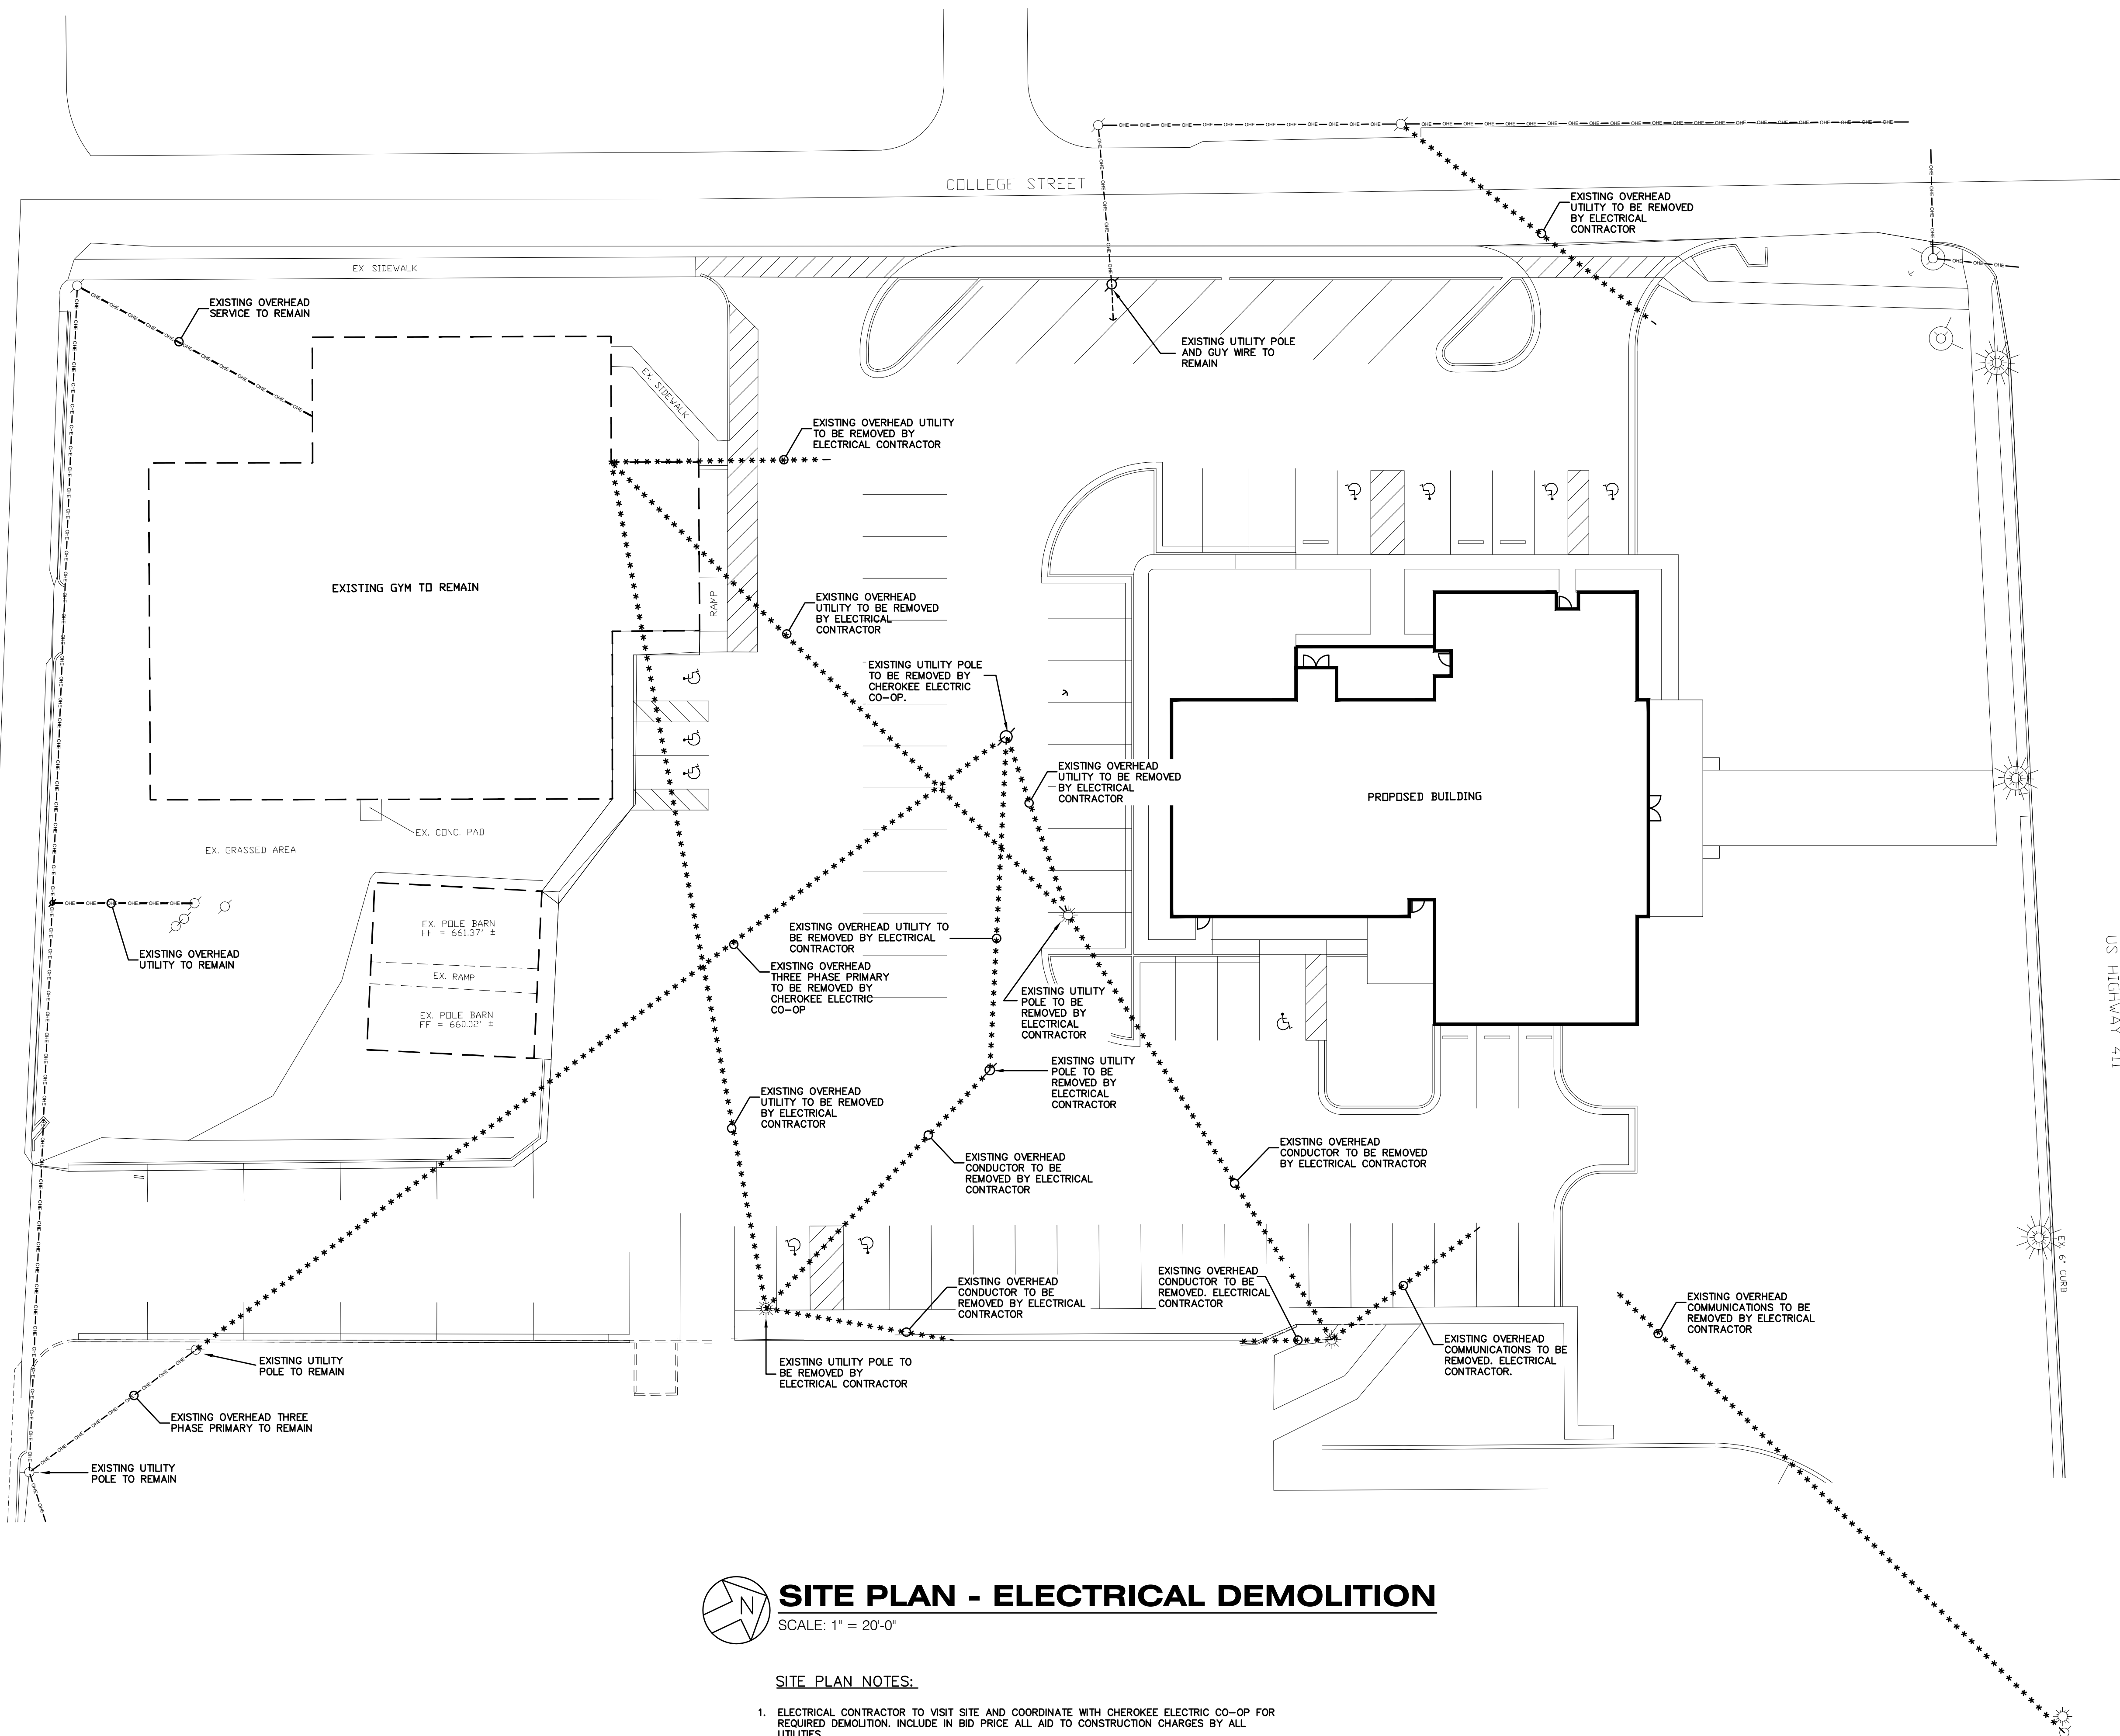 COLLEGE STREET
EXISTING OVERHEAD
UTILITY TO BE REMOVED
BY ELECTRICAL
CONTRACTOR
EX. SIDEWALK
EXISTING OVERHEAD
SERVICE TO REMAIN
EXISTING UTILITY POLE
AND GUY WIRE TO
REMAIN
EX. SIDEWALK
EXISTING OVERHEAD UTILITY
TO BE REMOVED BY
ELECTRICAL CONTRACTOR
EXISTING GYM TO REMAIN
RAMP
EXISTING OVERHEAD
UTILITY TO BE REMOVED
BY ELECTRICAL
CONTRACTOR
EXISTING UTILITY POLE
TO BE REMOVED BY
CHEROKEE ELECTRIC
CO-OP.
EXISTING OVERHEAD
UTILITY TO BE REMOVED
BY ELECTRICAL
CONTRACTOR
PROPOSED BUILDING
EX. CONC. PAD
EX. GRASSED AREA
EX. POLE BARN
FF = 661.37' ±
EX. RAMP
EX. POLE BARN
FF = 660.02' ±
EXISTING OVERHEAD
UTILITY TO REMAIN
EXISTING OVERHEAD UTILITY TO
BE REMOVED BY ELECTRICAL
CONTRACTOR
EXISTING OVERHEAD
THREE PHASE PRIMARY
TO BE REMOVED BY
CHEROKEE ELECTRIC
CO-OP
EXISTING UTILITY
POLE TO BE
REMOVED BY
ELECTRICAL
CONTRACTOR
US HIGHWAY 411
EXISTING UTILITY
POLE TO BE
REMOVED BY
ELECTRICAL
CONTRACTOR
EXISTING OVERHEAD
UTILITY TO BE REMOVED
BY ELECTRICAL
CONTRACTOR
EXISTING OVERHEAD
CONDUCTOR TO BE
REMOVED BY ELECTRICAL
CONTRACTOR
EXISTING OVERHEAD
CONDUCTOR TO BE REMOVED
BY ELECTRICAL CONTRACTOR
EX. 6" CURB
EXISTING OVERHEAD
CONDUCTOR TO BE
REMOVED BY ELECTRICAL
CONTRACTOR
EXISTING OVERHEAD
CONDUCTOR TO BE
REMOVED. ELECTRICAL
CONTRACTOR
EXISTING OVERHEAD
COMMUNICATIONS TO BE
REMOVED BY ELECTRICAL
CONTRACTOR
EXISTING OVERHEAD
COMMUNICATIONS TO BE
REMOVED. ELECTRICAL
CONTRACTOR.
EXISTING UTILITY
POLE TO REMAIN
EXISTING UTILITY POLE TO
BE REMOVED BY
ELECTRICAL CONTRACTOR
EXISTING OVERHEAD THREE
PHASE PRIMARY TO REMAIN
EXISTING UTILITY
POLE TO REMAIN
N
SITE PLAN - ELECTRICAL DEMOLITION
SCALE: 1" = 20'-0"
SITE PLAN NOTES:
1. ELECTRICAL CONTRACTOR TO VISIT SITE AND COORDINATE WITH CHEROKEE ELECTRIC CO-OP FOR
REQUIRED DEMOLITION. INCLUDE IN BID PRICE ALL AID TO CONSTRUCTION CHARGES BY ALL
UTILITIES